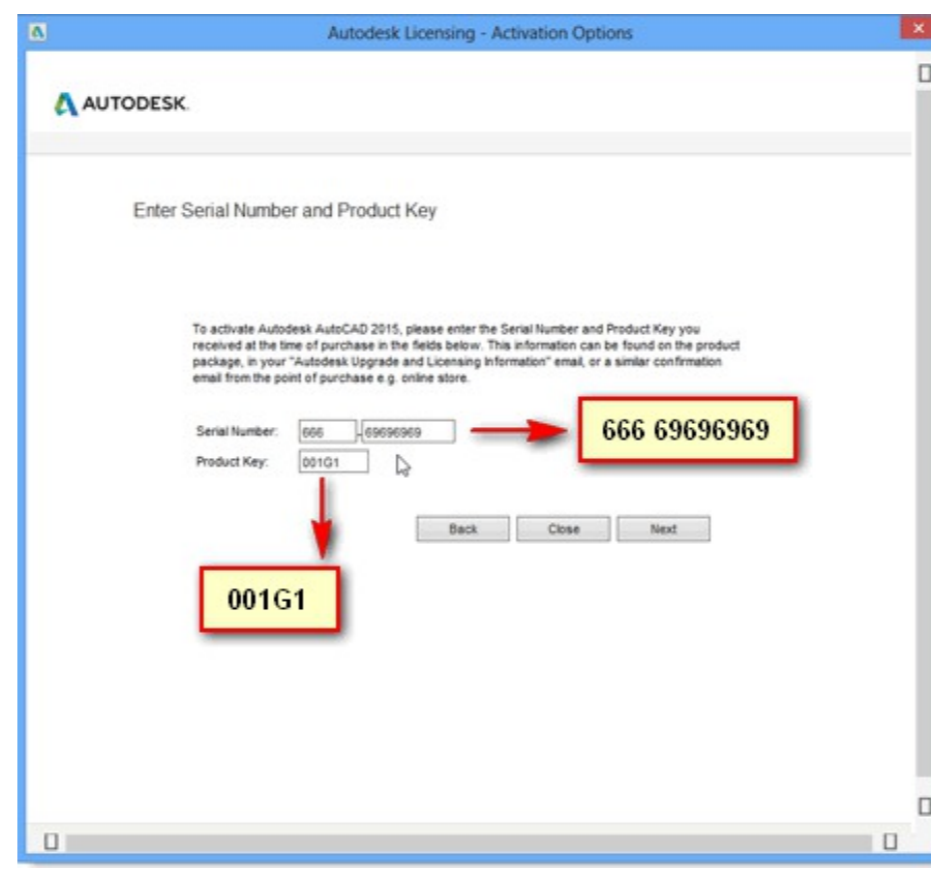 Autodesk Licensing - Activation Options
AUTODESK.
Enter Serial Number and Product Key
To activate Autodesk AutoCAD 2015, please enter the Serial Number and Product Key you
received at the time of purchase in the fields below. This information can be found on the product
package, in your "Autodesk Upgrade and Licensing Information" email, or a similar confirmation
email from the point of purchase e.g. online store.
Serial Number: 666 - 69696969 666 69696969
Product Key: 001G1
Back Close Next
001G1